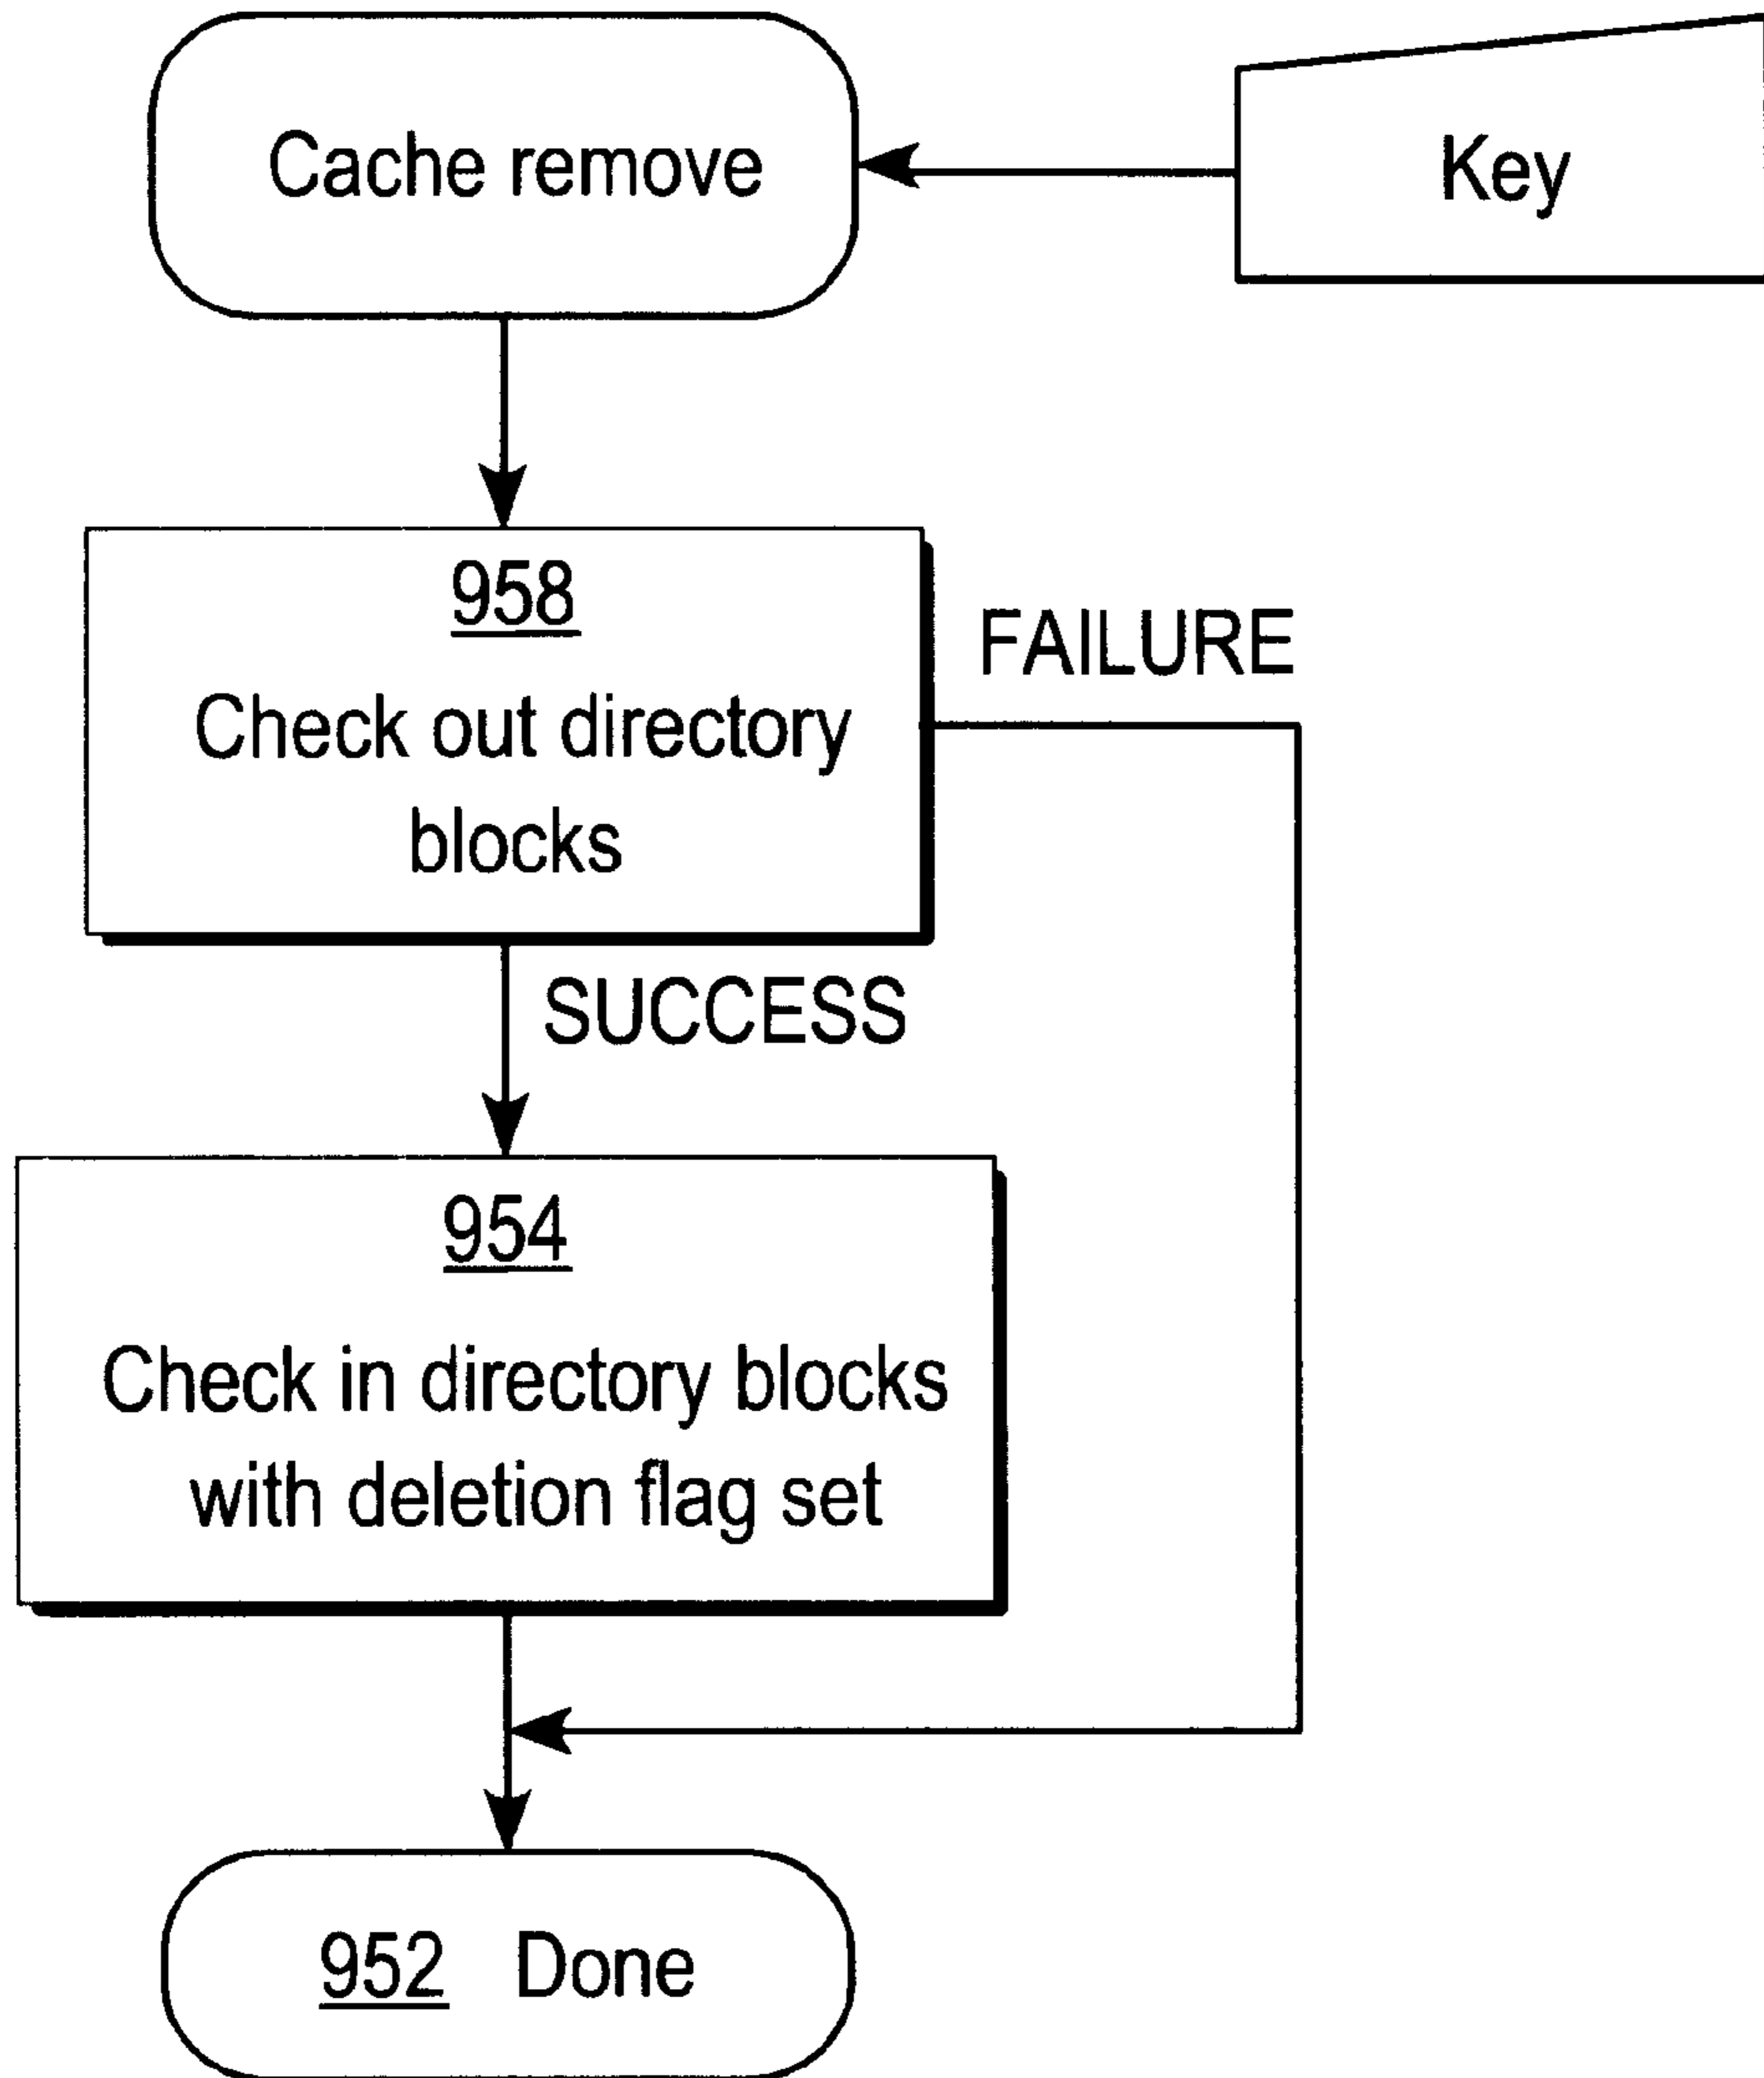 Cache remove
Key
958
Check out directory
blocks
FAILURE
SUCCESS
954
Check in directory blocks
with deletion flag set
952 Done